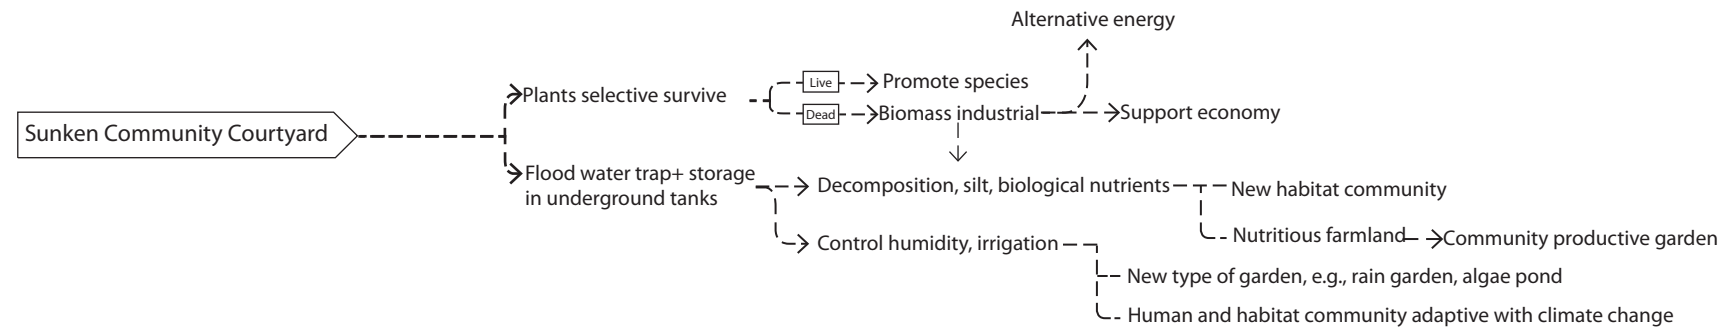 Alternative energy
Live
Promote species
Plants selective survive
Dead
Biomass industrial
Support economy
Sunken Community Courtyard
Flood water trap+ storage
in underground tanks
Decomposition, silt, biological nutrients
New habitat community
Nutritious farmland
Community productive garden
Control humidity, irrigation
New type of garden, e.g., rain garden, algae pond
Human and habitat community adaptive with climate change